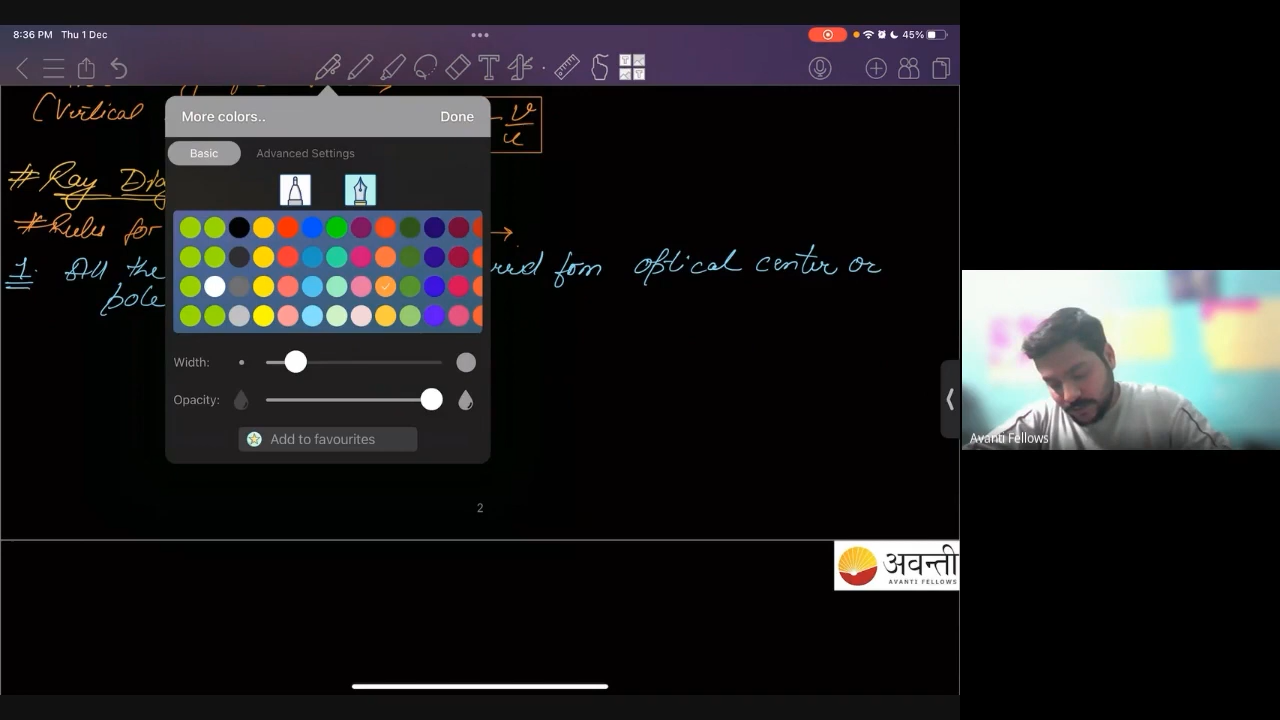 8:36 PM Thu 1 Dec
45%
(Vertical
v
u
# Ray Dia
# Rules for
1. All the
red fom optical center or
pole
More colors..
Done
Basic
Advanced Settings
Width:
Opacity:
Add to favourites
2
अवन्ती
AVANTI FELLOWS
Avanti Fellows